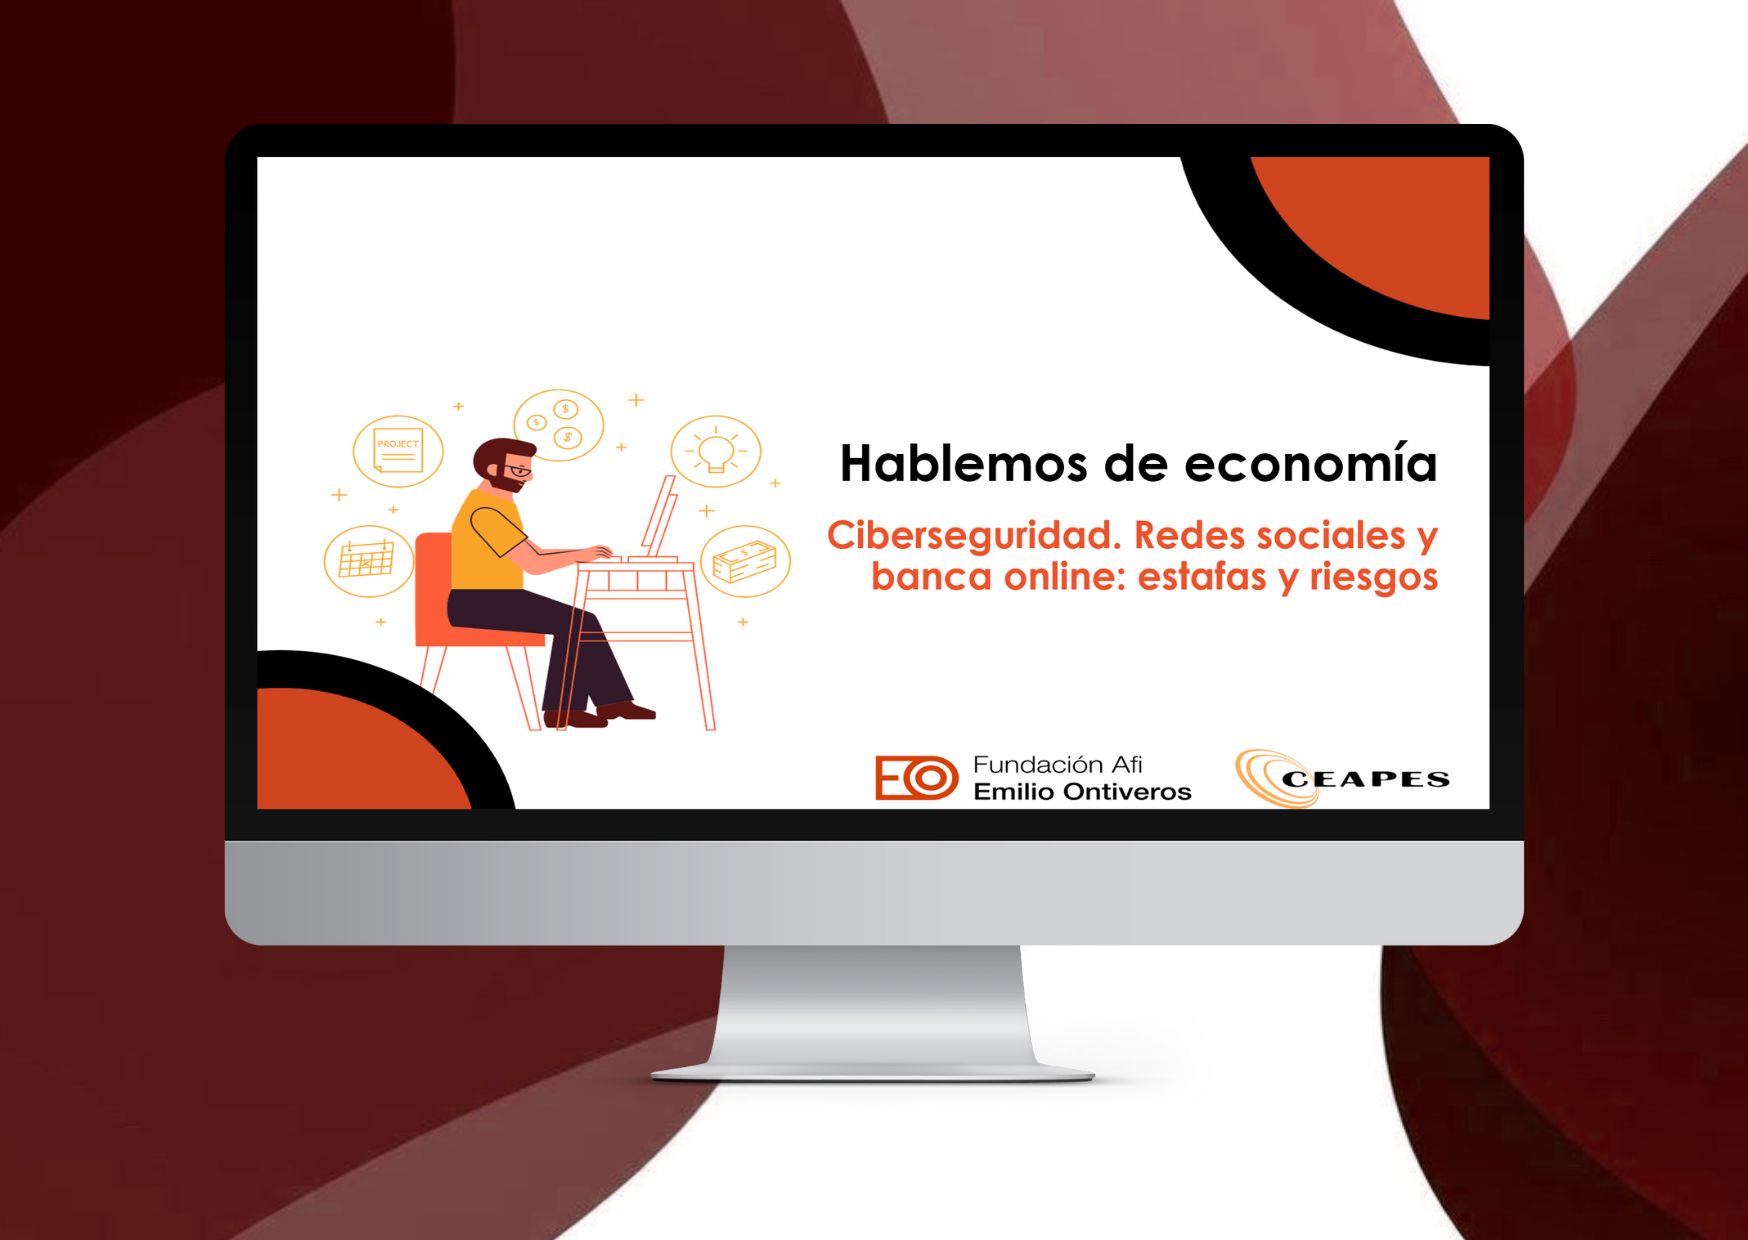 PROJECT
Hablemos de economía
Ciberseguridad. Redes sociales y
banca online: estafas y riesgos
Fundación Afi
Emilio Ontiveros
CEAPES